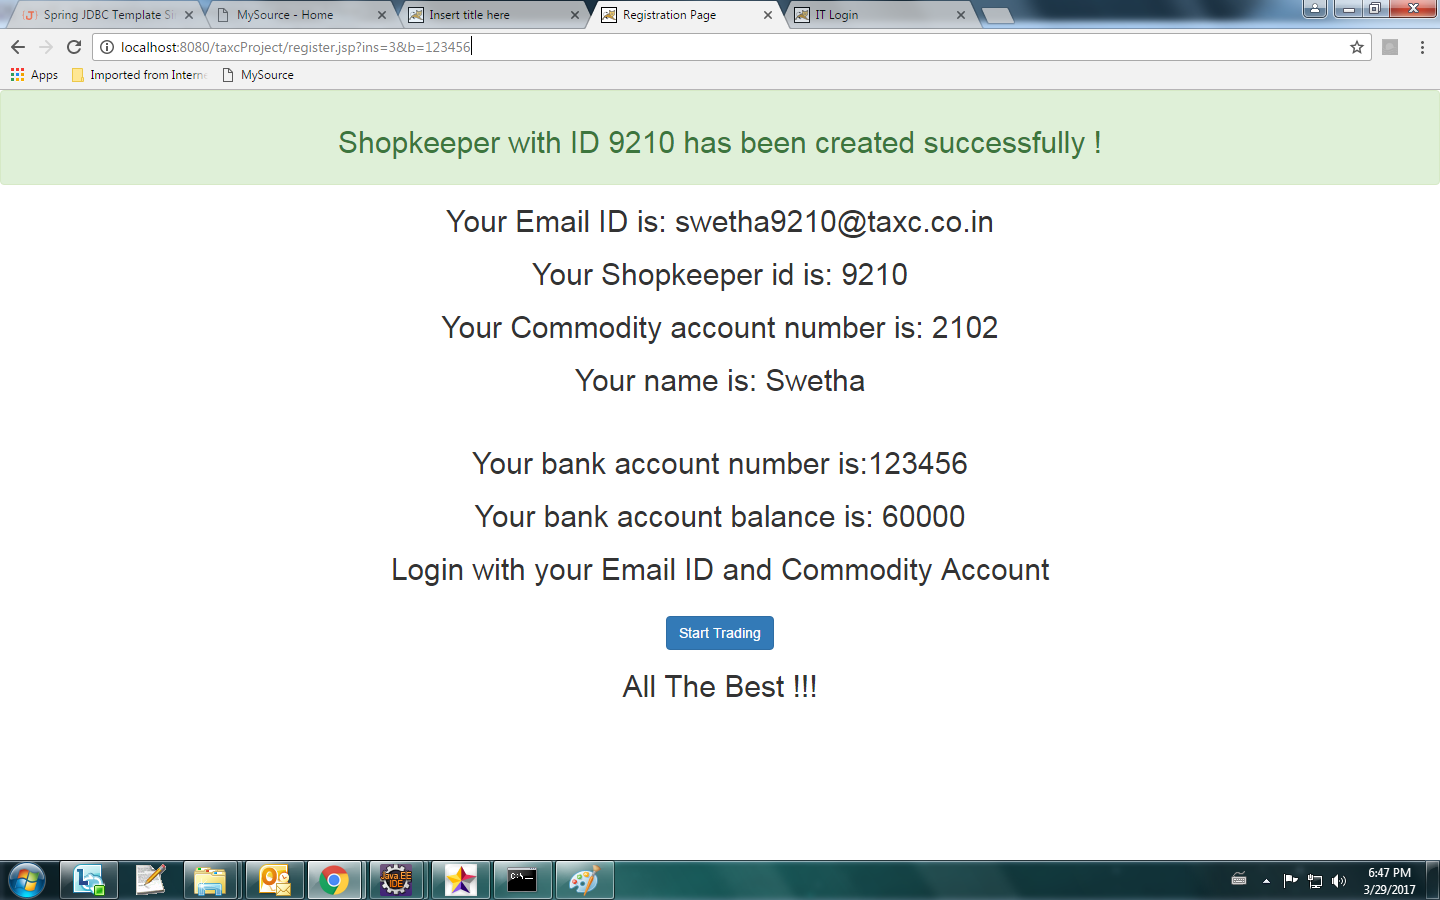 Spring JDBC Template Si
MySource - Home
Insert title here
Registration Page
IT Login
localhost:8080/taxcProject/register.jsp?ins=3&b=123456
Apps
Imported from Intern
MySource
Shopkeeper with ID 9210 has been created successfully !
Your Email ID is: swetha9210@taxc.co.in
Your Shopkeeper id is: 9210
Your Commodity account number is: 2102
Your name is: Swetha
Your bank account number is:123456
Your bank account balance is: 60000
Login with your Email ID and Commodity Account
Start Trading
All The Best !!!
Java EE
IDE
C:\
6:47 PM
3/29/2017